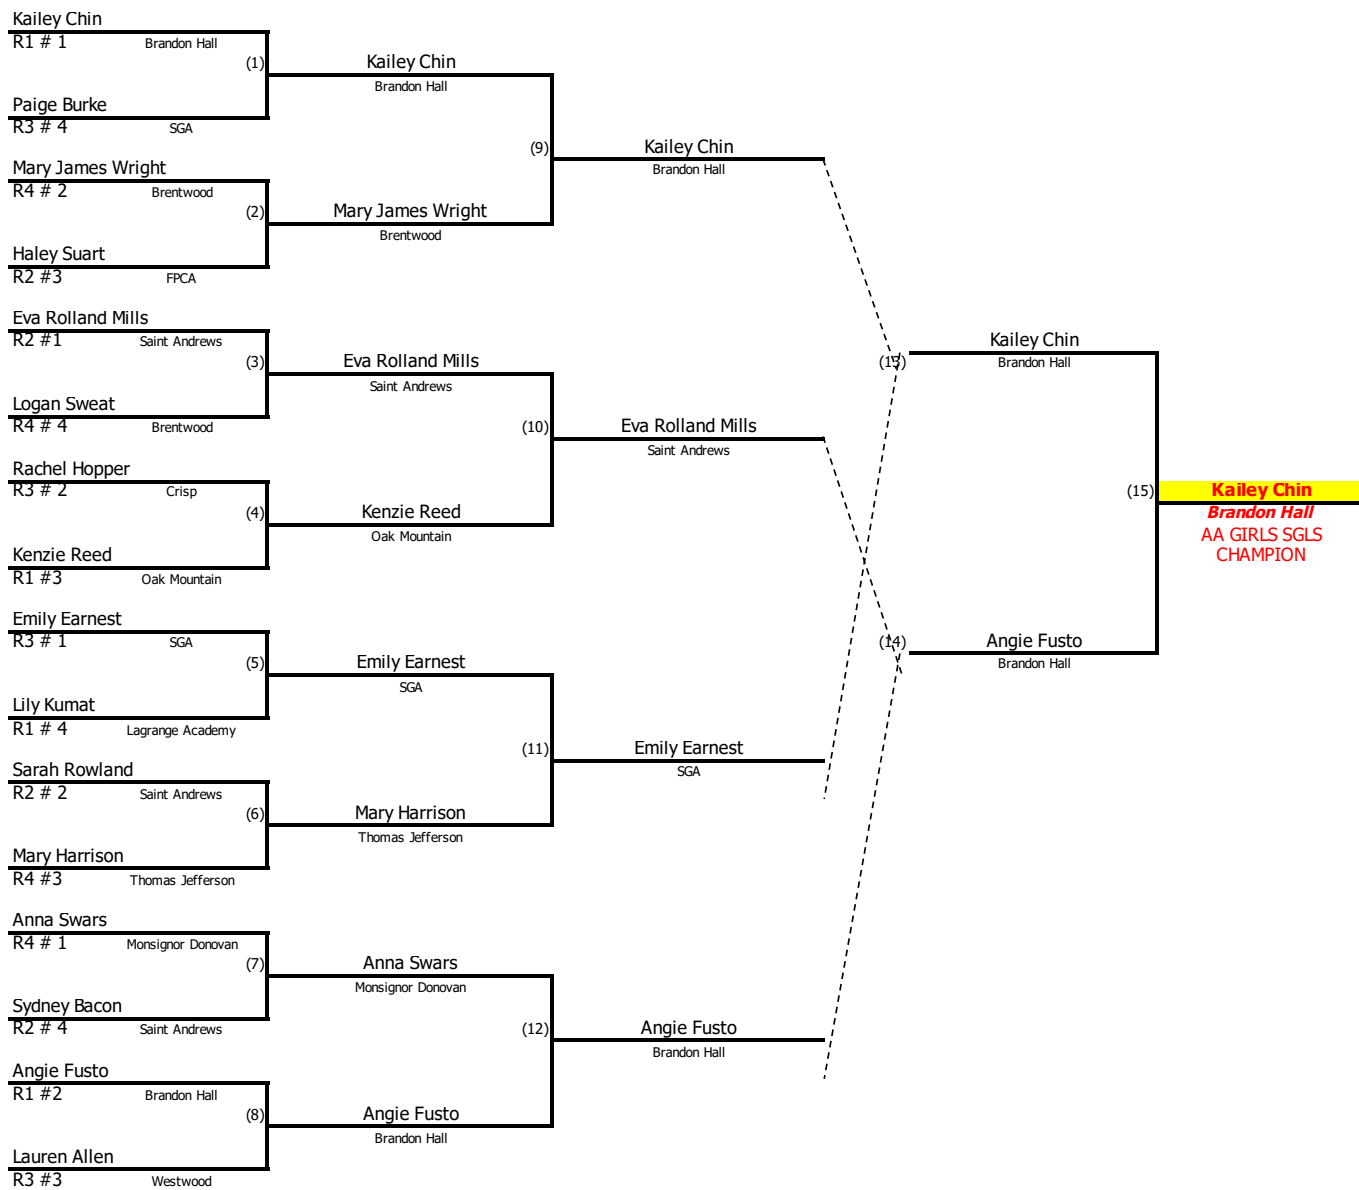 Kailey Chin
R1 # 1 Brandon Hall
(1)
Paige Burke
R3 # 4 SGA
Mary James Wright
R4 # 2 Brentwood
(2)
Haley Suart
R2 #3 FPCA
Eva Rolland Mills
R2 #1 Saint Andrews
(3)
Logan Sweat
R4 # 4 Brentwood
Rachel Hopper
R3 # 2 Crisp
(4)
Kenzie Reed
R1 #3 Oak Mountain
Emily Earnest
R3 # 1 SGA
(5)
Lily Kumat
R1 # 4 Lagrange Academy
Sarah Rowland
R2 # 2 Saint Andrews
(6)
Mary Harrison
R4 #3 Thomas Jefferson
Anna Swars
R4 # 1 Monsignor Donovan
(7)
Sydney Bacon
R2 # 4 Saint Andrews
Angie Fusto
R1 #2 Brandon Hall
(8)
Lauren Allen
R3 #3 Westwood
Kailey Chin
Brandon Hall
(9)
Mary James Wright
Brentwood
Eva Rolland Mills
Saint Andrews
(10)
Kenzie Reed
Oak Mountain
Emily Earnest
SGA
(11)
Mary Harrison
Thomas Jefferson
Anna Swars
Monsignor Donovan
(12)
Angie Fusto
Brandon Hall
Kailey Chin
Brandon Hall
Eva Rolland Mills
Saint Andrews
Emily Earnest
SGA
Angie Fusto
Brandon Hall
(13)
Kailey Chin
Brandon Hall
(14)
Angie Fusto
Brandon Hall
(15)
Kailey Chin
Brandon Hall
AA GIRLS SGLS
CHAMPION